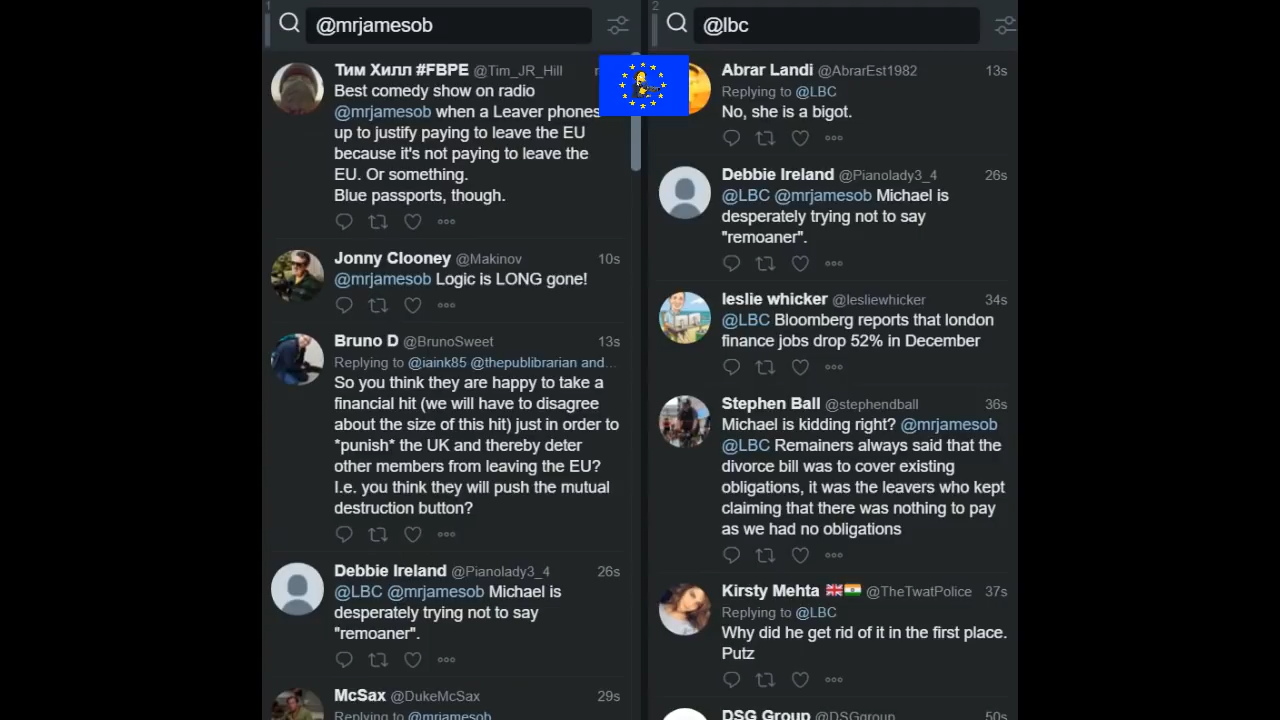 1
@mrjamesob
Тим Хилл #FBPE @Tim_JR_Hill
Best comedy show on radio
@mrjamesob when a Leaver phones
up to justify paying to leave the EU
because it's not paying to leave the
EU. Or something.
Blue passports, though.
Jonny Clooney @Makinov 10s
@mrjamesob Logic is LONG gone!
Bruno D @BrunoSweet 13s
Replying to @iaink85 @thepublibrarian and...
So you think they are happy to take a
financial hit (we will have to disagree
about the size of this hit) just in order to
*punish* the UK and thereby deter
other members from leaving the EU?
I.e. you think they will push the mutual
destruction button?
Debbie Ireland @Pianolady3_4 26s
@LBC @mrjamesob Michael is
desperately trying not to say
"remoaner".
McSax @DukeMcSax 29s
Replying to @mrjamesob
2
@lbc
Abrar Landi @AbrarEst1982 13s
Replying to @LBC
No, she is a bigot.
Debbie Ireland @Pianolady3_4 26s
@LBC @mrjamesob Michael is
desperately trying not to say
"remoaner".
leslie whicker @lesliewhicker 34s
@LBC Bloomberg reports that london
finance jobs drop 52% in December
Stephen Ball @stephendball 36s
Michael is kidding right? @mrjamesob
@LBC Remainers always said that the
divorce bill was to cover existing
obligations, it was the leavers who kept
claiming that there was nothing to pay
as we had no obligations
Kirsty Mehta 🇬🇧🇮🇳 @TheTwatPolice 37s
Replying to @LBC
Why did he get rid of it in the first place.
Putz
DSG Group @DSGgroup 50s